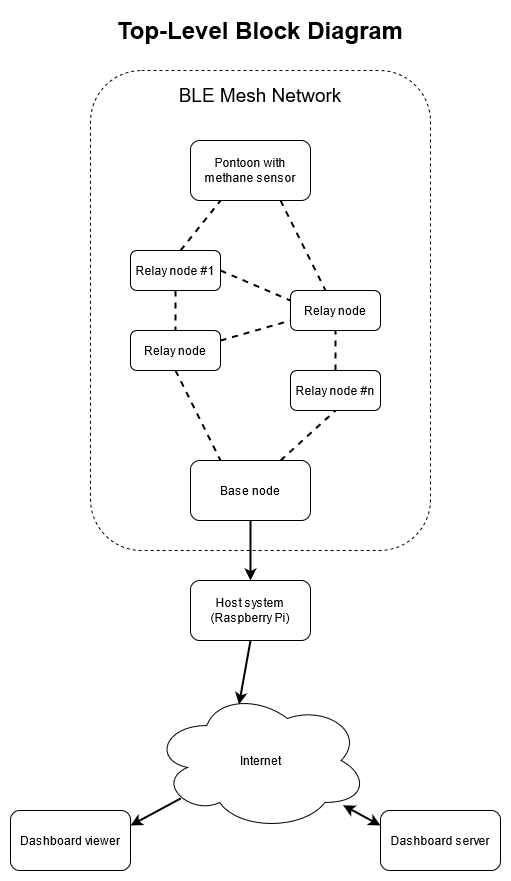 Top-Level Block Diagram
BLE Mesh Network
Pontoon with
methane sensor
Relay node #1
Relay node
Relay node
Relay node #n
Base node
Host system
(Raspberry Pi)
Internet
Dashboard viewer
Dashboard server